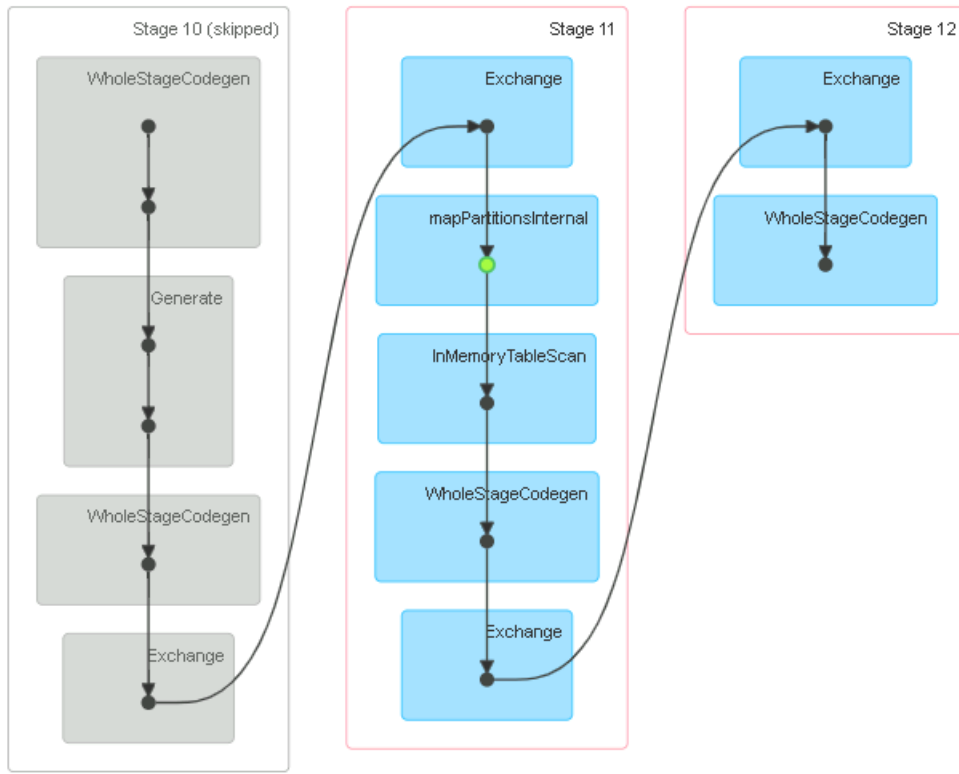 Stage 10 (skipped)
WholeStageCodegen
Generate
WholeStageCodegen
Exchange
Stage 11
Exchange
mapPartitionsInternal
InMemoryTableScan
WholeStageCodegen
Exchange
Stage 12
Exchange
WholeStageCodegen